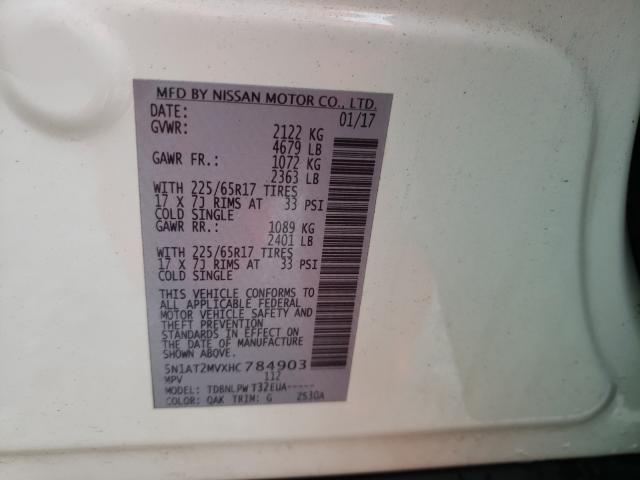 MFD BY NISSAN MOTOR CO., LTD.
DATE: 01/17
GVWR: 2122 KG
4679 LB
GAWR FR.: 1072 KG
2363 LB
WITH 225/65R17 TIRES
17 X 7J RIMS AT 33 PSI
COLD SINGLE
GAWR RR.: 1089 KG
2401 LB
WITH 225/65R17 TIRES
17 X 7J RIMS AT 33 PSI
COLD SINGLE
THIS VEHICLE CONFORMS TO
ALL APPLICABLE FEDERAL
MOTOR VEHICLE SAFETY AND
THEFT PREVENTION
STANDARDS IN EFFECT ON
THE DATE OF MANUFACTURE
SHOWN ABOVE.
5N1AT2MVXHC784903
MPV 112
MODEL: TDBNLPW T32EUA-----
COLOR: QAK TRIM: G 2530A